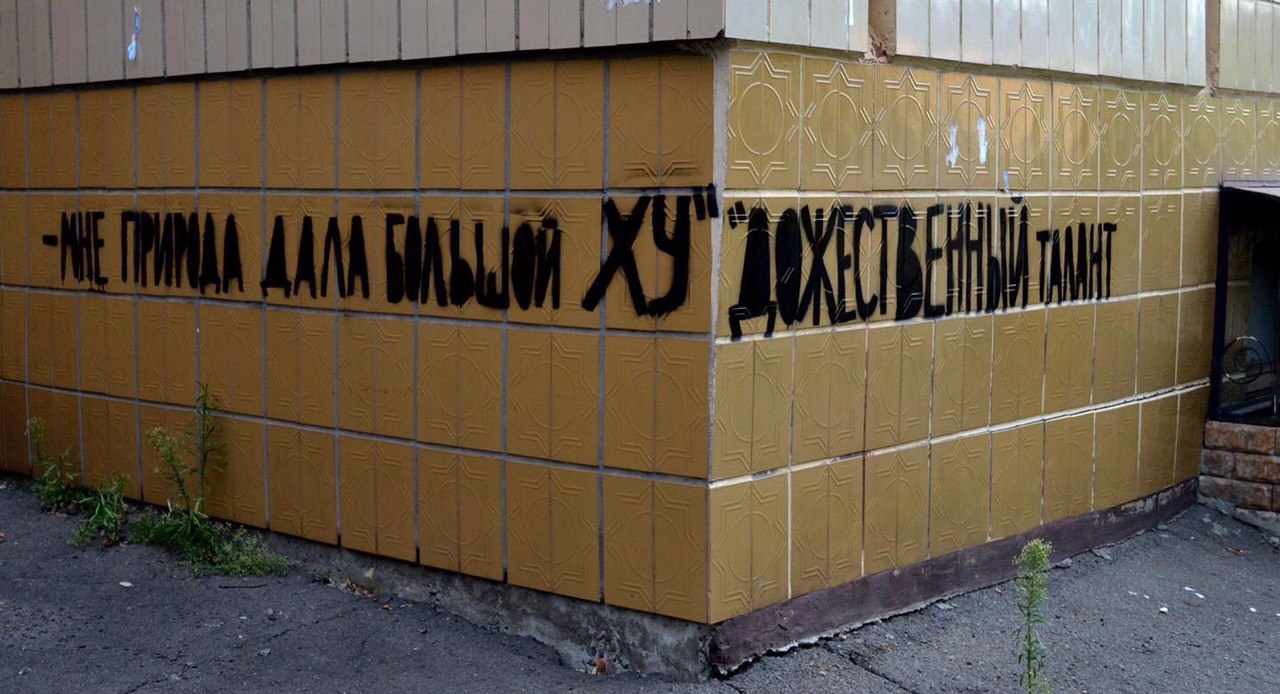 -МНЕ ПРИРОДА ДАЛА БОЛЬШОЙ ХУ" "ДОЖЕСТВЕННЫЙ ТАЛАНТ